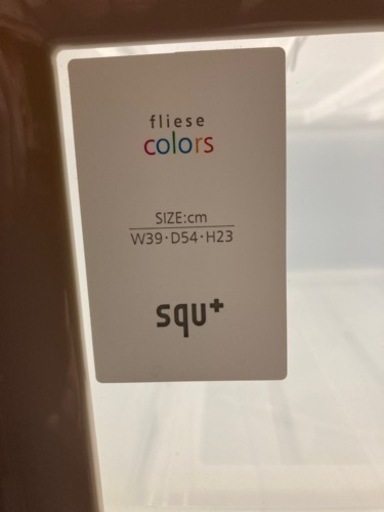 fliese
colors
SIZE:cm
W39·D54·H23
squ+